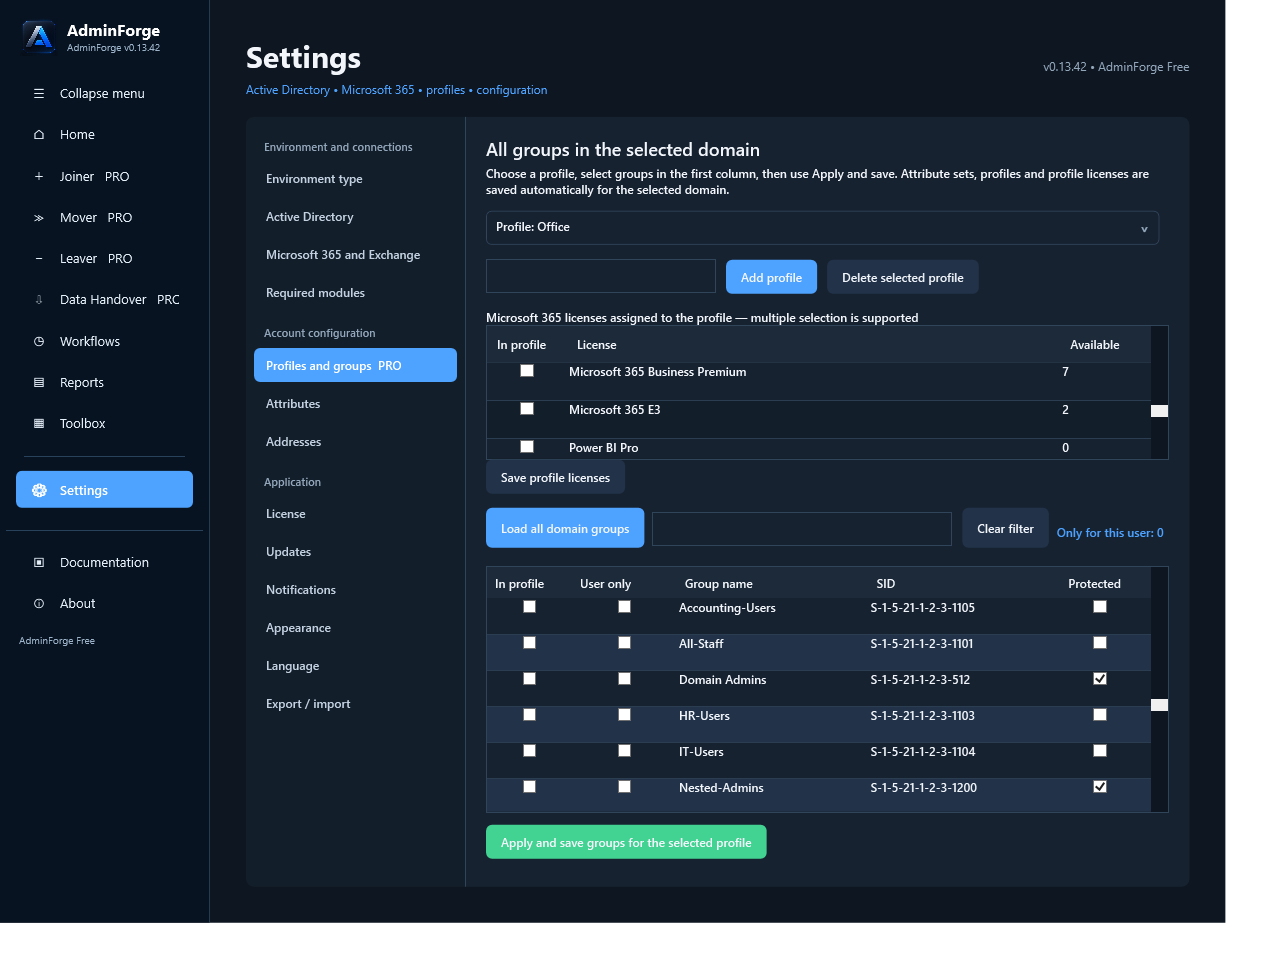 AdminForge
AdminForge v0.13.42
Collapse menu
Home
Joiner PRO
Mover PRO
Leaver PRO
Data Handover PRC
Workflows
Reports
Toolbox
Settings
Documentation
About
AdminForge Free
Settings
Active Directory • Microsoft 365 • profiles • configuration
v0.13.42 • AdminForge Free
Environment and connections
Environment type
Active Directory
Microsoft 365 and Exchange
Required modules
Account configuration
Profiles and groups PRO
Attributes
Addresses
Application
License
Updates
Notifications
Appearance
Language
Export / import
All groups in the selected domain
Choose a profile, select groups in the first column, then use Apply and save. Attribute sets, profiles and profile licenses are
saved automatically for the selected domain.
Profile: Office
Add profile
Delete selected profile
Microsoft 365 licenses assigned to the profile — multiple selection is supported
In profile License Available
Microsoft 365 Business Premium 7
Microsoft 365 E3 2
Power BI Pro 0
Save profile licenses
Load all domain groups
Clear filter
Only for this user: 0
In profile User only Group name SID Protected
Accounting-Users S-1-5-21-1-2-3-1105
All-Staff S-1-5-21-1-2-3-1101
Domain Admins S-1-5-21-1-2-3-512
HR-Users S-1-5-21-1-2-3-1103
IT-Users S-1-5-21-1-2-3-1104
Nested-Admins S-1-5-21-1-2-3-1200
Apply and save groups for the selected profile